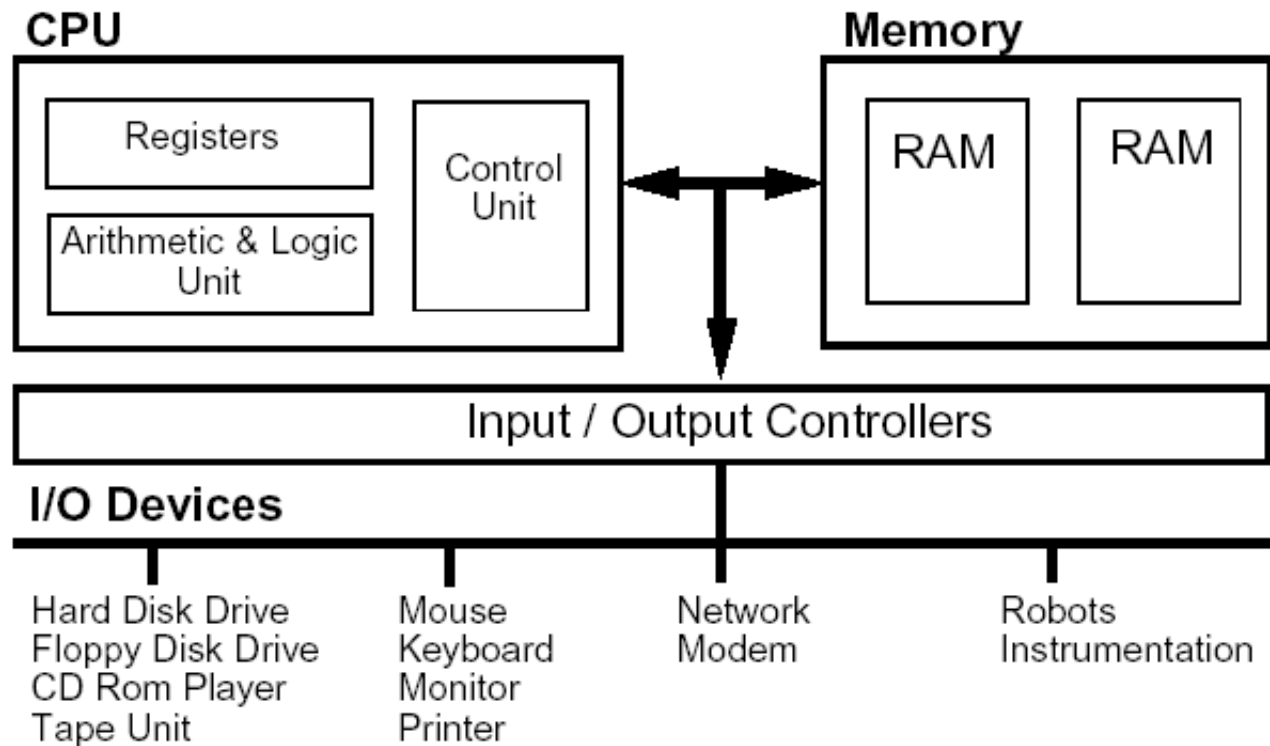 CPU
Memory
Registers
Arithmetic & Logic
Unit
Control
Unit
RAM
RAM
Input / Output Controllers
I/O Devices
Hard Disk Drive
Floppy Disk Drive
CD Rom Player
Tape Unit
Mouse
Keyboard
Monitor
Printer
Network
Modem
Robots
Instrumentation